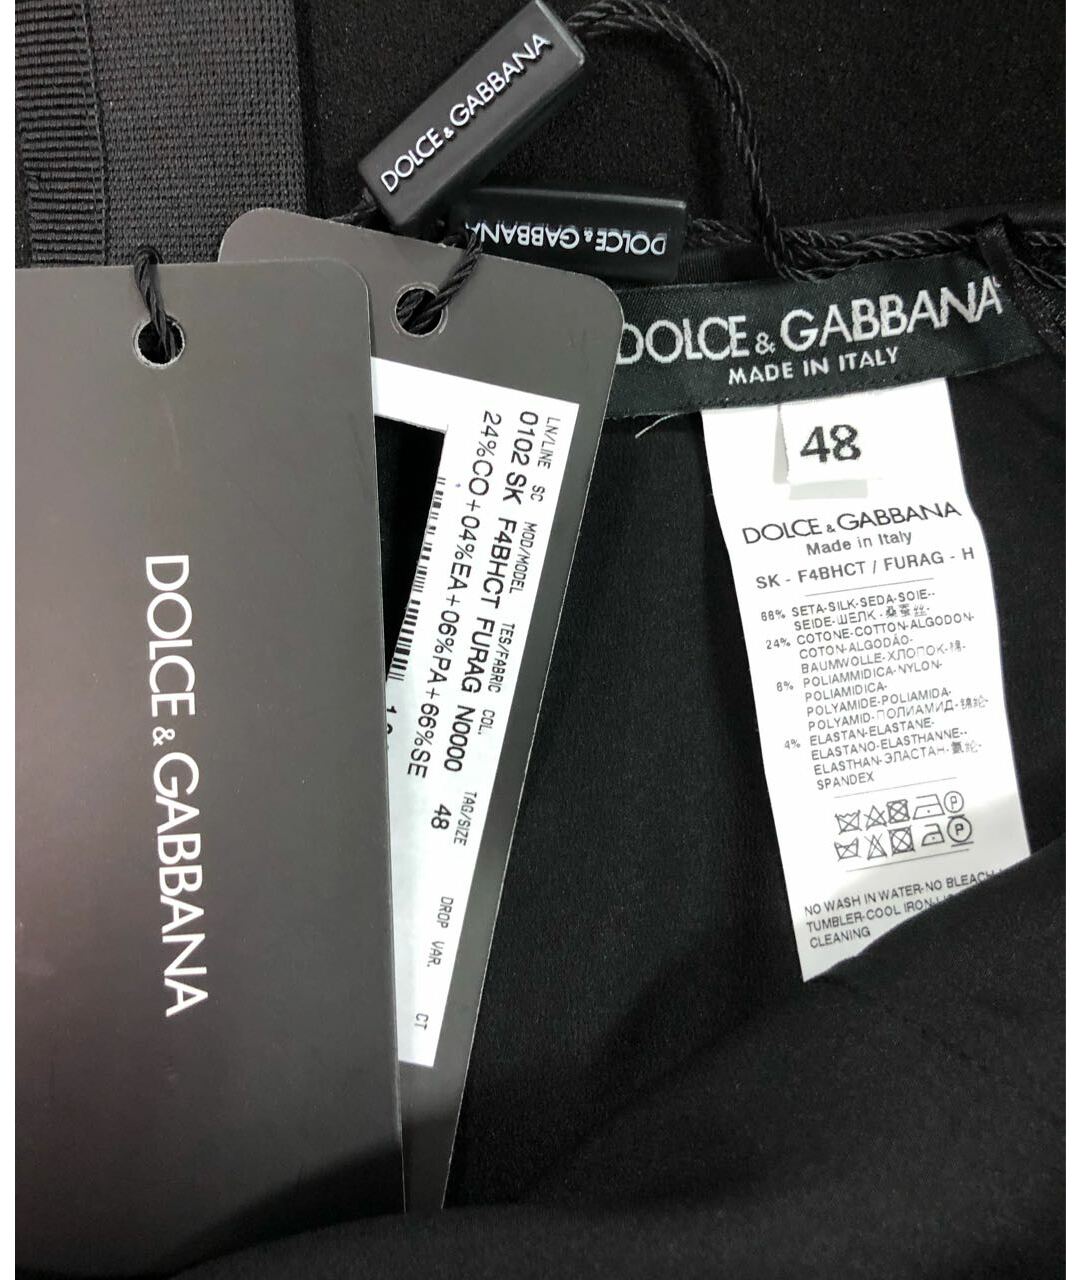 DOLCE & GABBANA
DOLCE & GABBANA
DOLCE & GABBANA
MADE IN ITALY
48
DOLCE & GABBANA
Made in Italy
SK - F4BHCT / FURAG - H
66% SETA-SILK-SEDA-SOIE-
SEIDE-ШЕЛК-桑蚕丝-
24% COTONE-COTTON-ALGODON-
COTON-ALGODÃO-
BAUMWOLLE-ХЛОПОК-棉-
POLIAMMIDICA-NYLON-
POLIAMIDICA-
POLYAMIDE-POLIAMIDA-
POLYAMID-ПОЛИАМИД-锦纶-
4% ELASTAN-ELASTANE-
ELASTANO-ELASTHANNE-
ELASTHAN-ЭЛАСТАН-氨纶-
SPANDEX
NO WASH IN WATER-NO BLEACH
TUMBLER-COOL IRON-
CLEANING
LN/LINE SC MOD/MODEL TES/FABRIC COL. TAG/SIZE DROP VAR. CT
0102 SK F4BHCT FURAG N0000 48
24%CO+04%EA+06%PA+66%SE
DOLCE & GABBANA